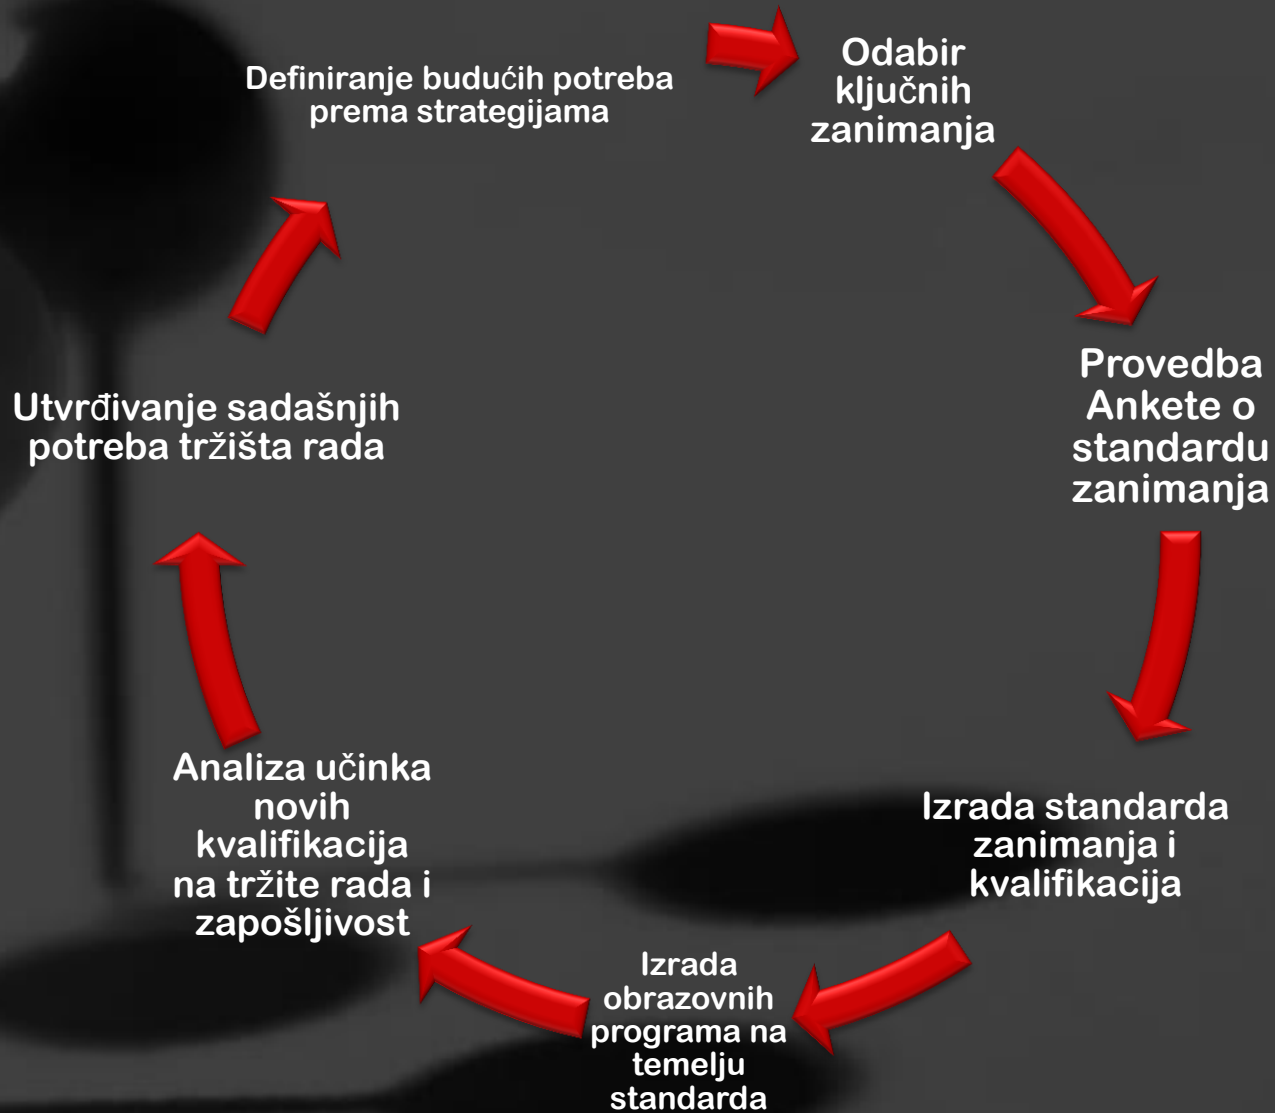 Definiranje budućih potreba
prema strategijama
Odabir
ključnih
zanimanja
Provedba
Ankete o
standardu
zanimanja
Izrada standarda
zanimanja i
kvalifikacija
Izrada
obrazovnih
programa na
temelju
standarda
Analiza učinka
novih
kvalifikacija
na tržite rada i
zapošljivost
Utvrđivanje sadašnjih
potreba tržišta rada